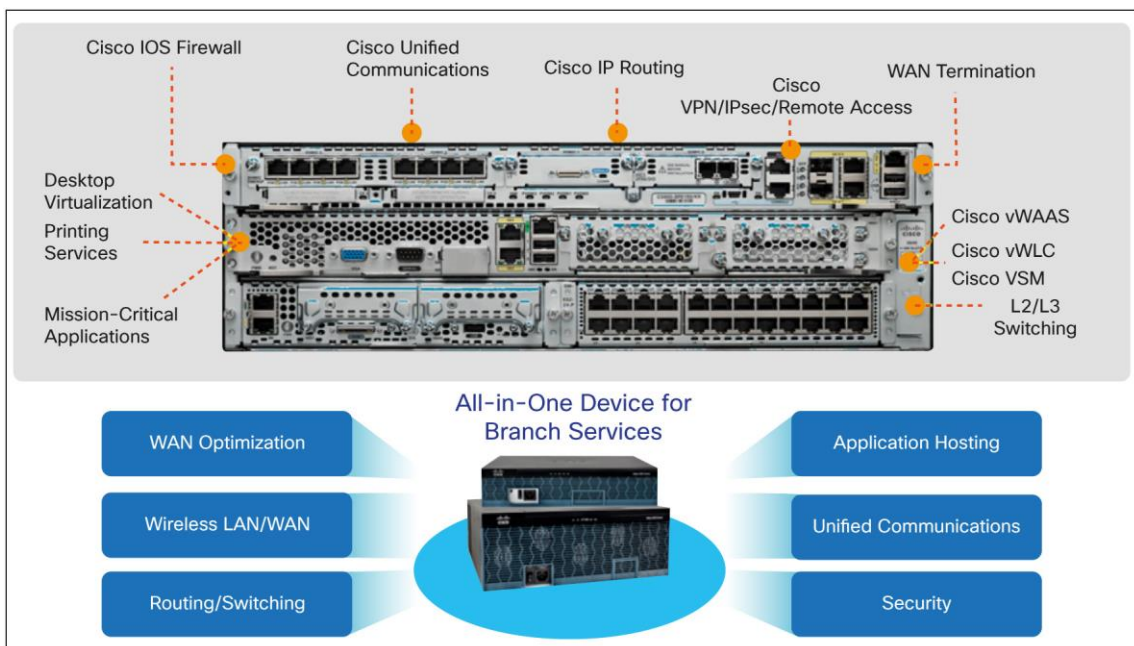 Cisco IOS Firewall
Cisco Unified
Communications
Cisco IP Routing
Cisco
VPN/IPsec/Remote Access
WAN Termination
Desktop
Virtualization
Printing
Services
Mission-Critical
Applications
Cisco vWAAS
Cisco vWLC
Cisco VSM
L2/L3
Switching
CISCO
All-in-One Device for
Branch Services
WAN Optimization
Wireless LAN/WAN
Routing/Switching
Application Hosting
Unified Communications
Security